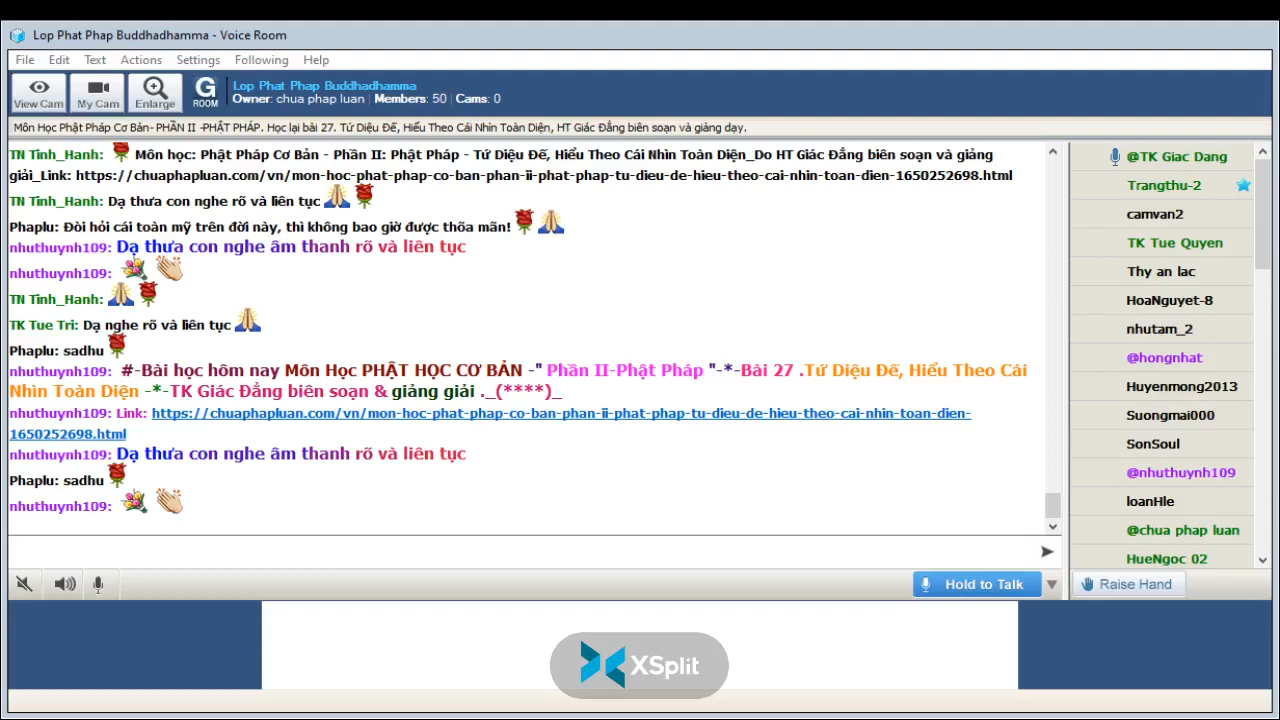 Lop Phat Phap Buddhadhamma - Voice Room
File Edit Text Actions Settings Following Help
View Cam My Cam Enlarge G ROOM
Lop Phat Phap Buddhadhamma
Owner: chua phap luan | Members: 50 | Cams: 0
Môn Học Phật Pháp Cơ Bản- PHẦN II -PHẬT PHÁP. Học lại bài 27. Tứ Diệu Đế, Hiểu Theo Cái Nhìn Toàn Diện, HT Giác Đẳng biên soạn và giảng dạy.
TN Tinh_Hanh: Môn học: Phật Pháp Cơ Bản - Phần II: Phật Pháp - Tứ Diệu Đế, Hiểu Theo Cái Nhìn Toàn Diện_Do HT Giác Đẳng biên soạn và giảng
giải_Link: https://chuaphapluan.com/vn/mon-hoc-phat-phap-co-ban-phan-ii-phat-phap-tu-dieu-de-hieu-theo-cai-nhin-toan-dien-1650252698.html
TN Tinh_Hanh: Dạ thưa con nghe rõ và liên tục
Phaplu: Đòi hỏi cái toàn mỹ trên đời này, thì không bao giờ được thõa mãn!
nhuthuynh109: Dạ thưa con nghe âm thanh rõ và liên tục
nhuthuynh109:
TN Tinh_Hanh:
TK Tue Tri: Dạ nghe rõ và liên tục
Phaplu: sadhu
nhuthuynh109: #-Bài học hôm nay Môn Học PHẬT HỌC CƠ BẢN -" Phần II-Phật Pháp "-*-Bài 27 .Tứ Diệu Đế, Hiểu Theo Cái
Nhìn Toàn Diện -*-TK Giác Đẳng biên soạn & giảng giải ._(****)_
nhuthuynh109: Link: https://chuaphapluan.com/vn/mon-hoc-phat-phap-co-ban-phan-ii-phat-phap-tu-dieu-de-hieu-theo-cai-nhin-toan-dien-
1650252698.html
nhuthuynh109: Dạ thưa con nghe âm thanh rõ và liên tục
Phaplu: sadhu
nhuthuynh109:
@TK Giac Dang
Trangthu-2
camvan2
TK Tue Quyen
Thy an lac
HoaNguyet-8
nhutam_2
@hongnhat
Huyenmong2013
Suongmai000
SonSoul
@nhuthuynh109
loanHle
@chua phap luan
HueNgoc 02
Hold to Talk
Raise Hand
XSplit